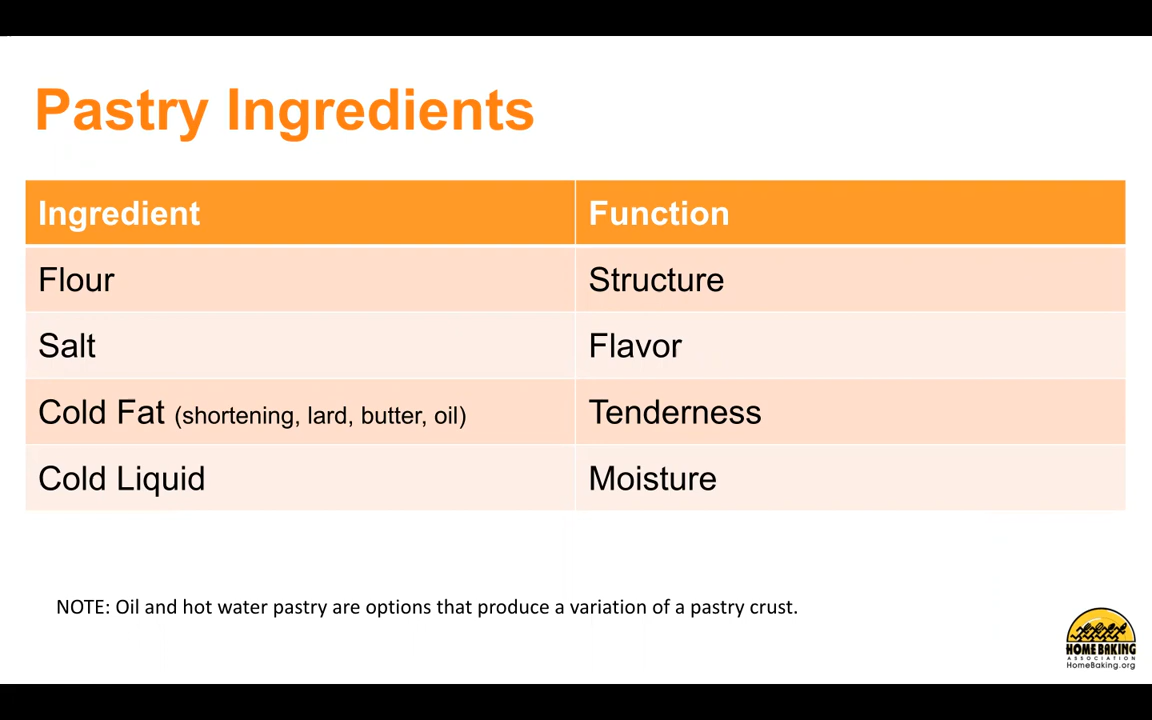 Pastry Ingredients
Ingredient Function
Flour Structure
Salt Flavor
Cold Fat (shortening, lard, butter, oil) Tenderness
Cold Liquid Moisture
NOTE: Oil and hot water pastry are options that produce a variation of a pastry crust.
HOME BAKING
ASSOCIATION
HomeBaking.org